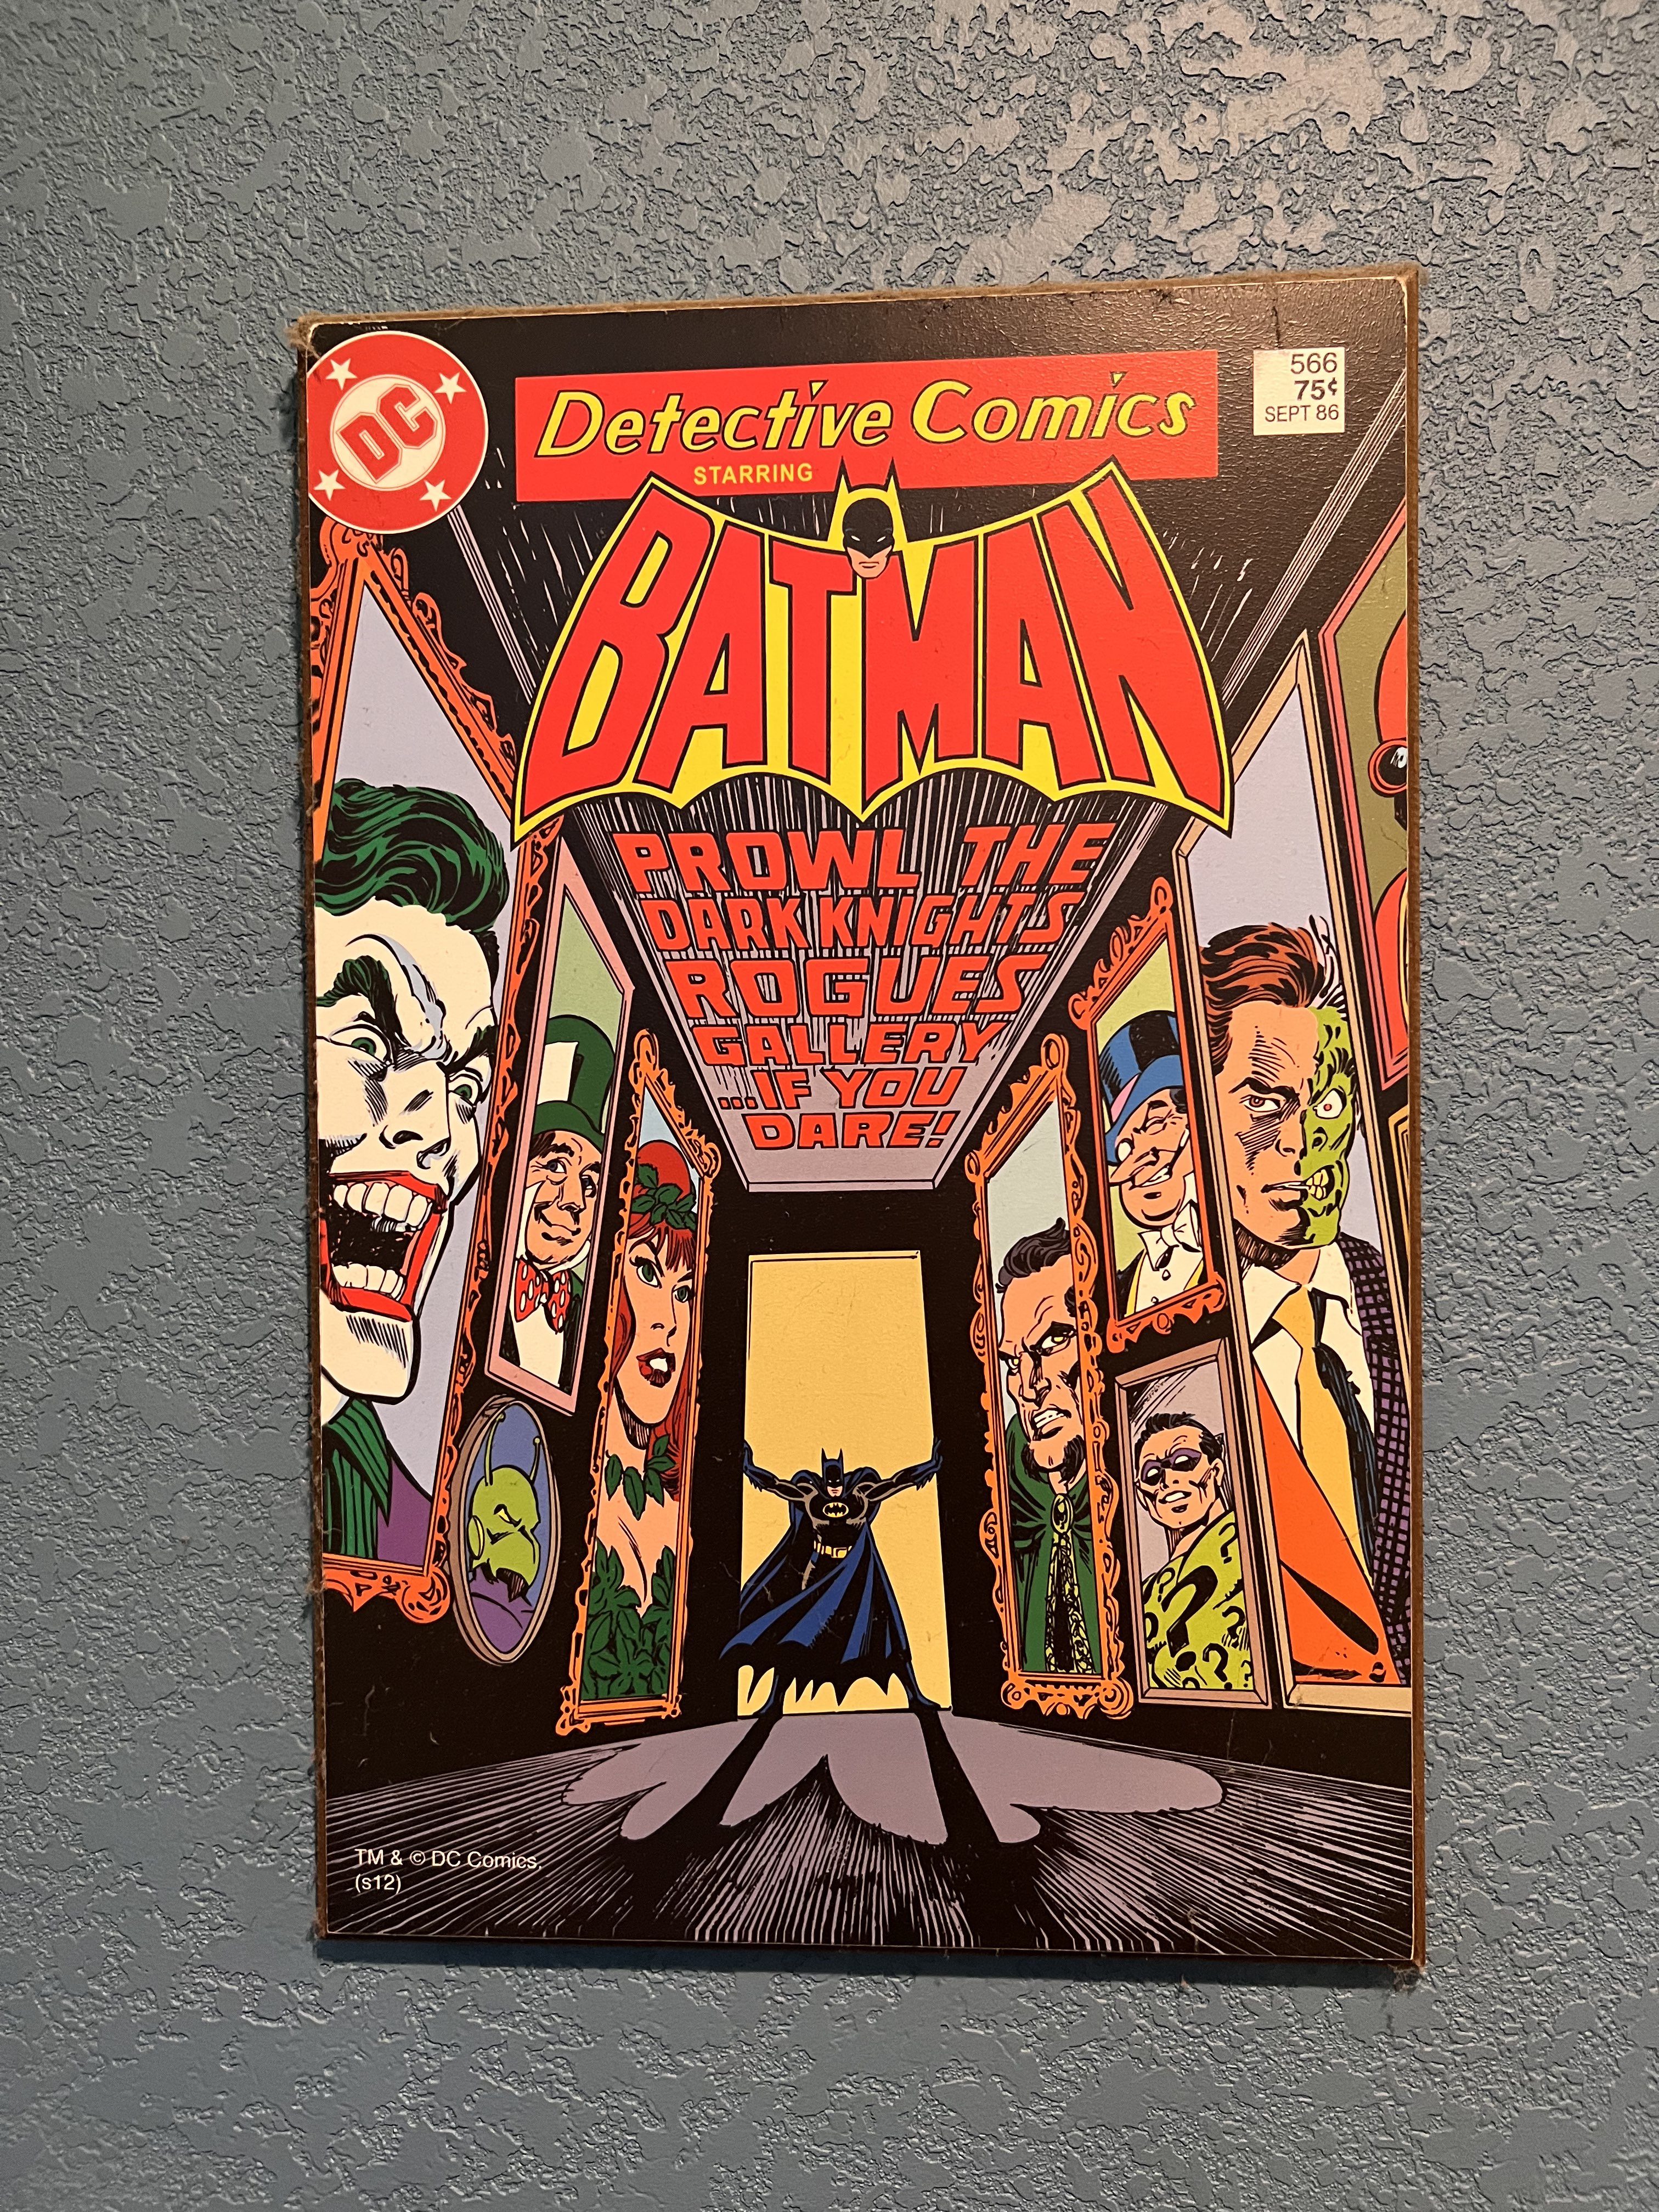 DC
Detective Comics
566
75¢
SEPT 86
STARRING
BATMAN
PROWL THE
DARK KNIGHT'S
ROGUES
GALLERY
...IF YOU
DARE!
TM & © DC Comics.
(s12)